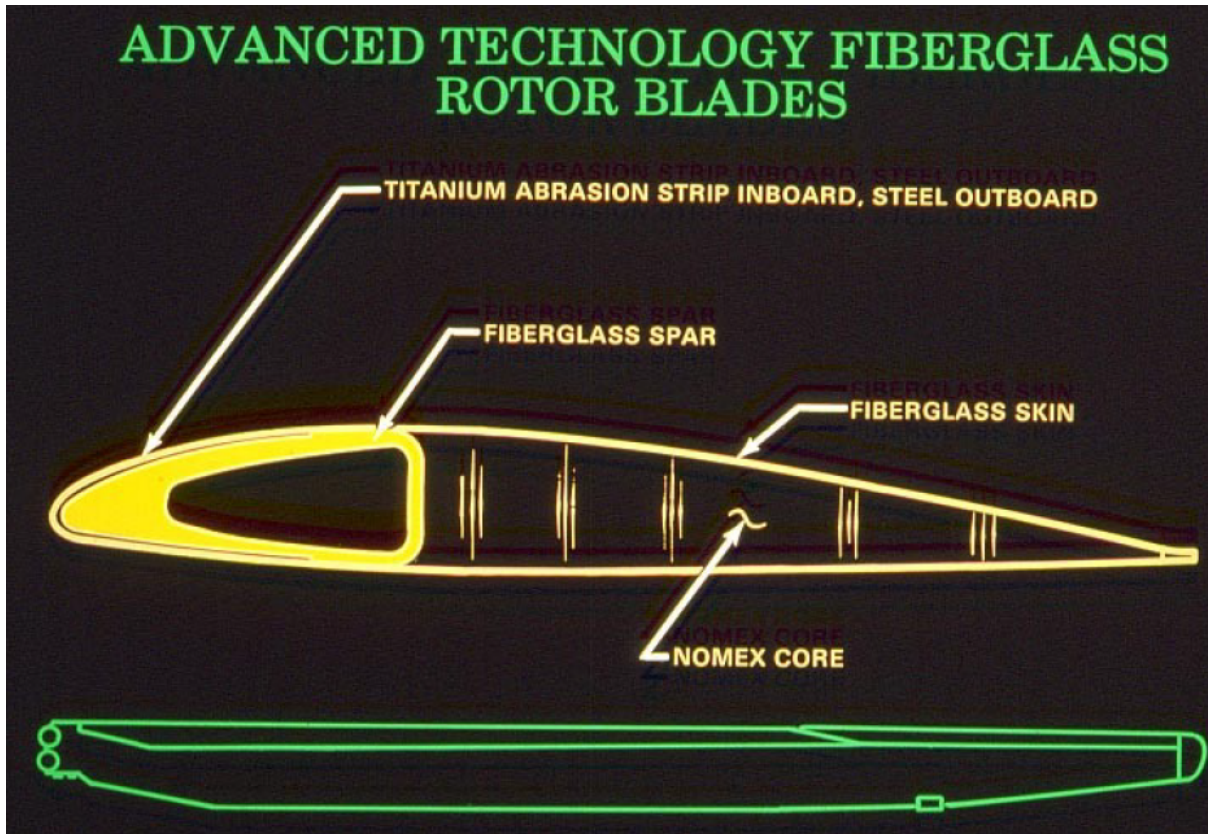 ADVANCED TECHNOLOGY FIBERGLASS
ROTOR BLADES
TITANIUM ABRASION STRIP INBOARD, STEEL OUTBOARD
FIBERGLASS SPAR
FIBERGLASS SKIN
NOMEX CORE